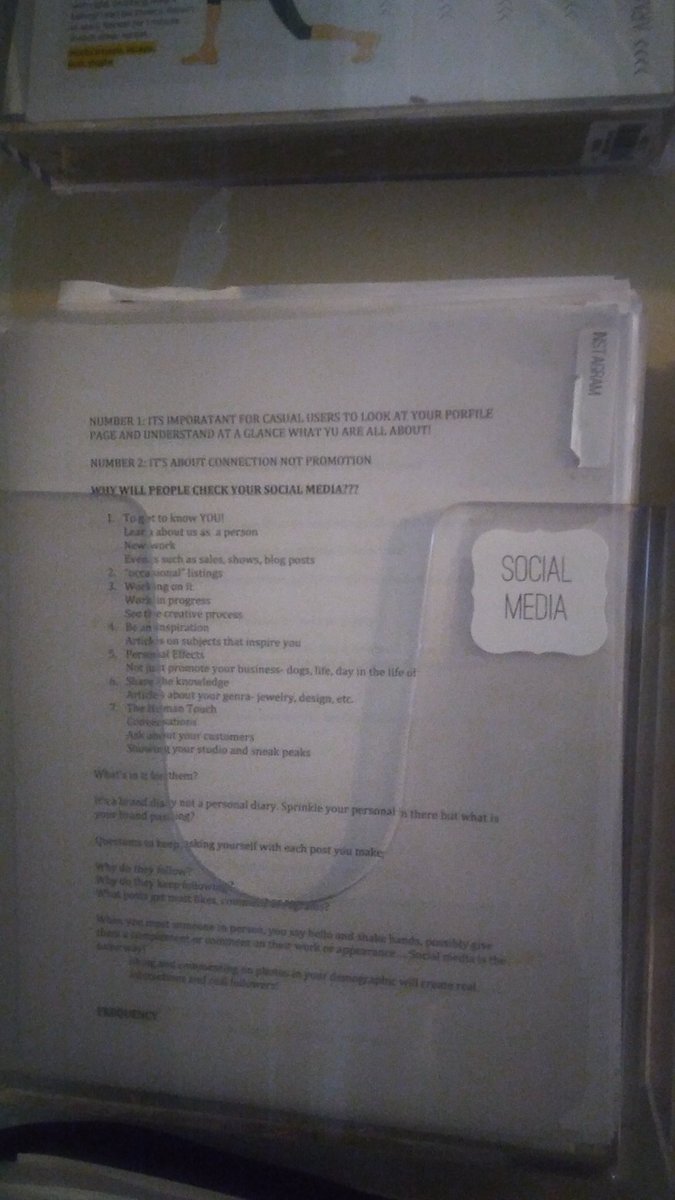 INSTAGRAM
NUMBER 1: ITS IMPORATANT FOR CASUAL USERS TO LOOK AT YOUR PORFILE
PAGE AND UNDERSTAND AT A GLANCE WHAT YU ARE ALL ABOUT!
NUMBER 2: IT'S ABOUT CONNECTION NOT PROMOTION
WHY WILL PEOPLE CHECK YOUR SOCIAL MEDIA???
1. To get to know YOU!
Learn about us as a person
New work
Events such as sales, shows, blog posts
2. "occasional" listings
3. Working on it
Work in progress
See the creative process
4. Be an inspiration
Articles on subjects that inspire you
5. Personal Effects
Not just promote your business- dogs, life, day in the life of
6. Share the knowledge
Articles about your genra- jewelry, design, etc.
7. The Human Touch
Conversations
Ask about your customers
Showing your studio and sneak peaks
SOCIAL
MEDIA
What's in it for them?
It's a brand diary not a personal diary. Sprinkle your personal in there but what is
your brand
Questions to keep asking yourself with each post you make
Why do they follow?
Why do they keep following?
What posts get most likes,
When you meet someone in person, you say hello and shake hands, possibly give
them a complement or comment on their work or appearance... Social media is the
same way!
liking and commenting on photos in your demographic will create real
interactions and real followers!
FREQUENCY